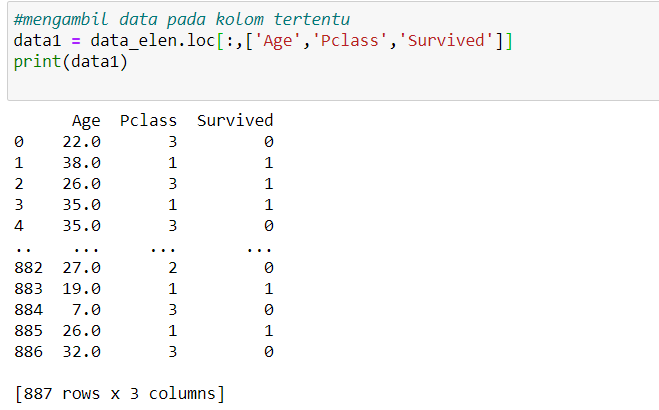 #mengambil data pada kolom tertentu
data1 = data_elen.loc[:,['Age','Pclass','Survived']]
print(data1)
      Age  Pclass  Survived
0    22.0       3         0
1    38.0       1         1
2    26.0       3         1
3    35.0       1         1
4    35.0       3         0
..    ...     ...       ...
882  27.0       2         0
883  19.0       1         1
884   7.0       3         0
885  26.0       1         1
886  32.0       3         0
[887 rows x 3 columns]